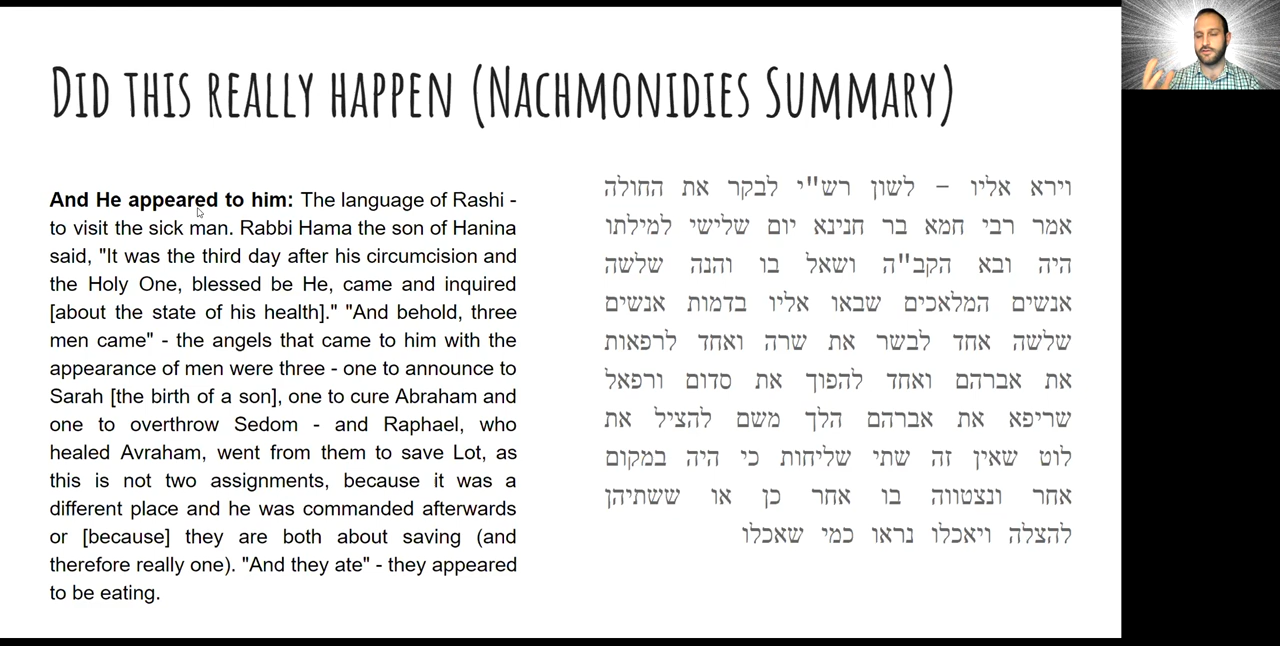 DID THIS REALLY HAPPEN (NACHMONIDIES SUMMARY)
And He appeared to him: The language of Rashi -
to visit the sick man. Rabbi Hama the son of Hanina
said, "It was the third day after his circumcision and
the Holy One, blessed be He, came and inquired
[about the state of his health]." "And behold, three
men came" - the angels that came to him with the
appearance of men were three - one to announce to
Sarah [the birth of a son], one to cure Abraham and
one to overthrow Sedom - and Raphael, who
healed Avraham, went from them to save Lot, as
this is not two assignments, because it was a
different place and he was commanded afterwards
or [because] they are both about saving (and
therefore really one). "And they ate" - they appeared
to be eating.
וירא אליו – לשון רש"י לבקר את החולה
אמר רבי חמא בר חנינא יום שלישי למילתו
היה ובא הקב"ה ושאל בו והנה שלשה
אנשים המלאכים שבאו אליו בדמות אנשים
שלשה אחד לבשר את שרה ואחד לרפאות
את אברהם ואחד להפוך את סדום ורפאל
שריפא את אברהם הלך משם להציל את
לוט שאין זה שתי שליחות כי היה במקום
אחר ונצטווה בו אחר כן או ששתיהן
להצלה ויאכלו נראו כמי שאכלו